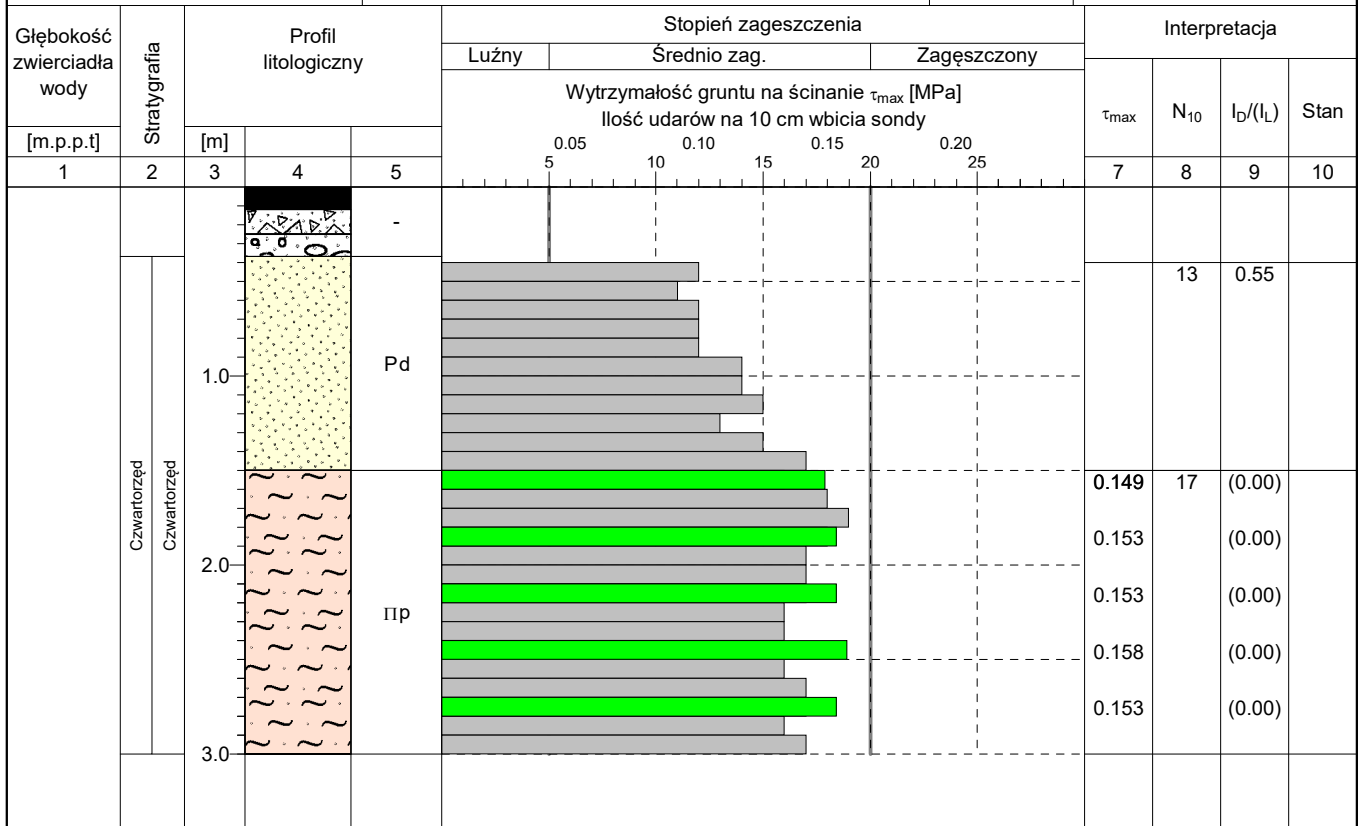 Głębokość
zwierciadła
wody
[m.p.p.t]
Stratygrafia
Profil
litologiczny
[m]
Stopień zagęszczenia
Luźny Średnio zag. Zagęszczony
Wytrzymałość gruntu na ścinanie τmax [MPa]
Ilość udarów na 10 cm wbicia sondy
0.05 0.10 0.15 0.20
5 10 15 20 25
Interpretacja
τmax N10 ID/(IL) Stan
1 2 3 4 5 7 8 9 10
-
13 0.55
Pd
1.0
Czwartorzęd
Czwartorzęd
0.149 17 (0.00)
0.153 (0.00)
2.0
0.153 (0.00)
Πp
0.158 (0.00)
0.153 (0.00)
3.0